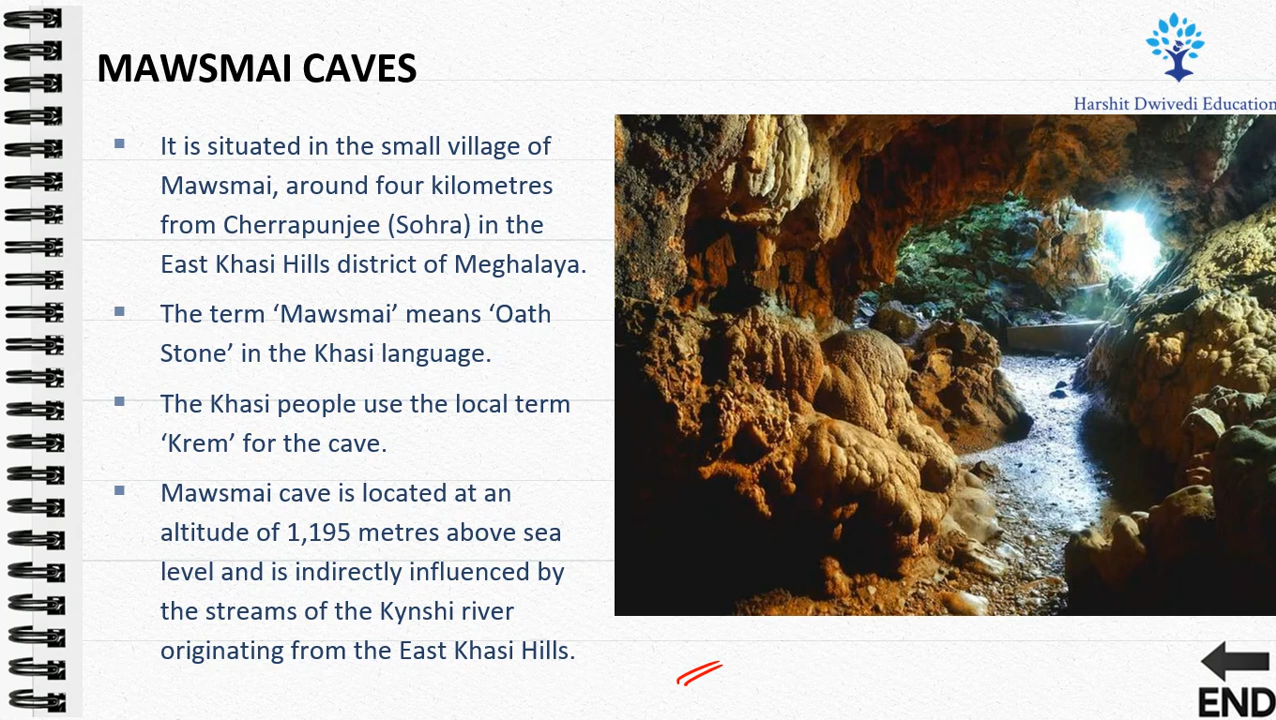 MAWSMAI CAVES
Harshit Dwivedi Education
It is situated in the small village of
Mawsmai, around four kilometres
from Cherrapunjee (Sohra) in the
East Khasi Hills district of Meghalaya.
The term ‘Mawsmai’ means ‘Oath
Stone’ in the Khasi language.
The Khasi people use the local term
‘Krem’ for the cave.
Mawsmai cave is located at an
altitude of 1,195 metres above sea
level and is indirectly influenced by
the streams of the Kynshi river
originating from the East Khasi Hills.
END